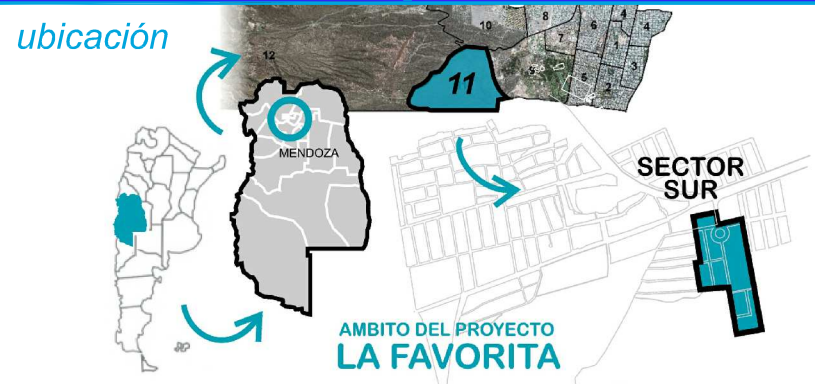 ubicación
12
10
8
7
6
4
4
1
3
9
5
2
11
MENDOZA
SECTOR
SUR
AMBITO DEL PROYECTO
LA FAVORITA